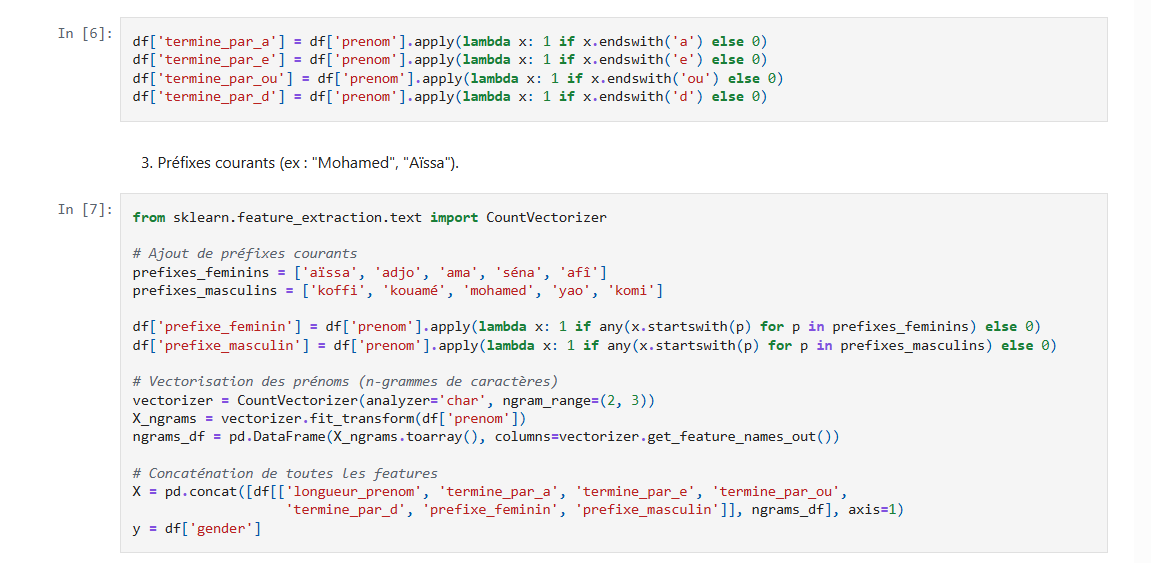 In [6]:
df['termine_par_a'] = df['prenom'].apply(lambda x: 1 if x.endswith('a') else 0)
df['termine_par_e'] = df['prenom'].apply(lambda x: 1 if x.endswith('e') else 0)
df['termine_par_ou'] = df['prenom'].apply(lambda x: 1 if x.endswith('ou') else 0)
df['termine_par_d'] = df['prenom'].apply(lambda x: 1 if x.endswith('d') else 0)
3. Préfixes courants (ex : "Mohamed", "Aïssa").
In [7]:
from sklearn.feature_extraction.text import CountVectorizer
# Ajout de préfixes courants
prefixes_feminins = ['aïssa', 'adjo', 'ama', 'séna', 'afî']
prefixes_masculins = ['koffi', 'kouamé', 'mohamed', 'yao', 'komi']
df['prefixe_feminin'] = df['prenom'].apply(lambda x: 1 if any(x.startswith(p) for p in prefixes_feminins) else 0)
df['prefixe_masculin'] = df['prenom'].apply(lambda x: 1 if any(x.startswith(p) for p in prefixes_masculins) else 0)
# Vectorisation des prénoms (n-grammes de caractères)
vectorizer = CountVectorizer(analyzer='char', ngram_range=(2, 3))
X_ngrams = vectorizer.fit_transform(df['prenom'])
ngrams_df = pd.DataFrame(X_ngrams.toarray(), columns=vectorizer.get_feature_names_out())
# Concaténation de toutes les features
X = pd.concat([df[['longueur_prenom', 'termine_par_a', 'termine_par_e', 'termine_par_ou',
'termine_par_d', 'prefixe_feminin', 'prefixe_masculin']], ngrams_df], axis=1)
y = df['gender']